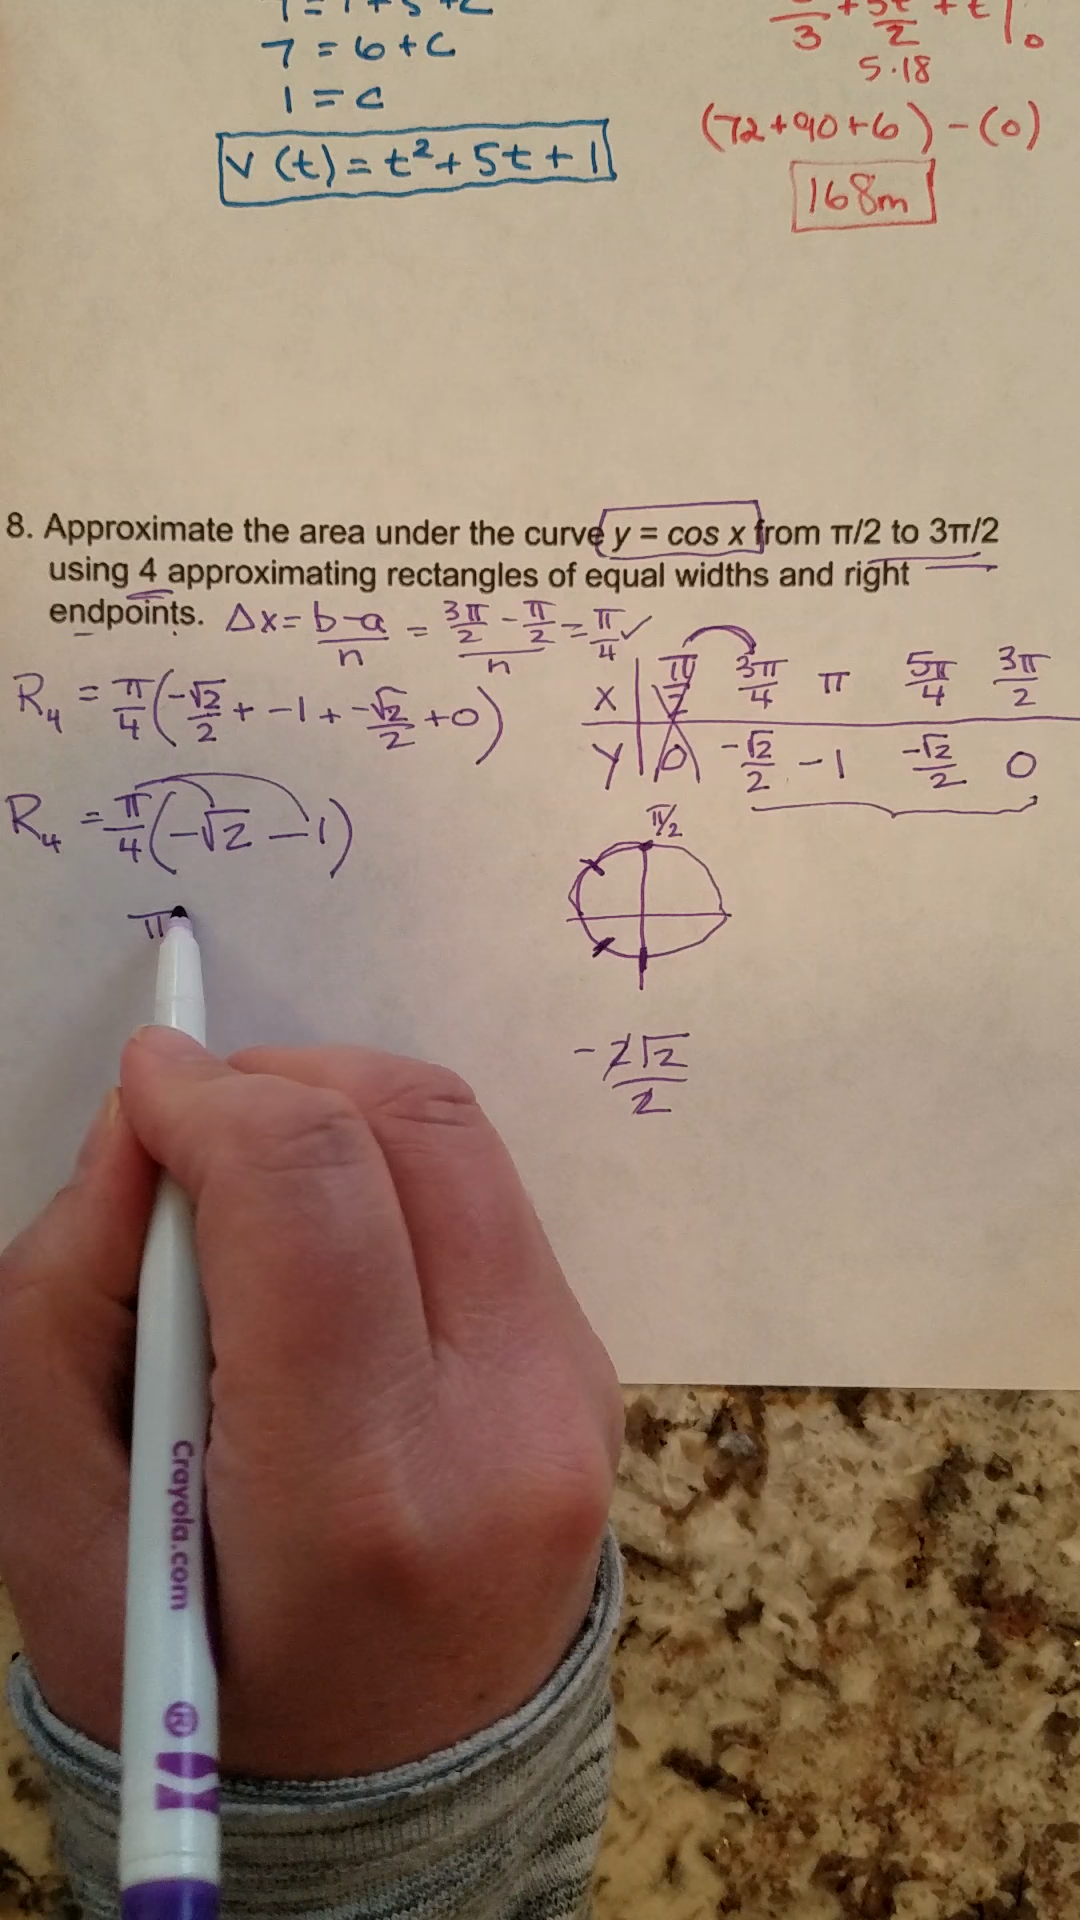 7 = 6 + C
1 = C
v(t) = t² + 5t + 1
5·18
(72+90+6) - (0)
168m
8. Approximate the area under the curve y = cos x from π/2 to 3π/2
using 4 approximating rectangles of equal widths and right
endpoints. Δx = b-a/n = 3π/2 - π/2 / n = π/4 ✓
R₄ = π/4 (-√2/2 + -1 + -√2/2 + 0)
x | π/2 3π/4 π 5π/4 3π/2
y | 0 -√2/2 -1 -√2/2 0
R₄ = π/4 (-√2 - 1)
π/2
π
-2√2/2
Crayola.com
®